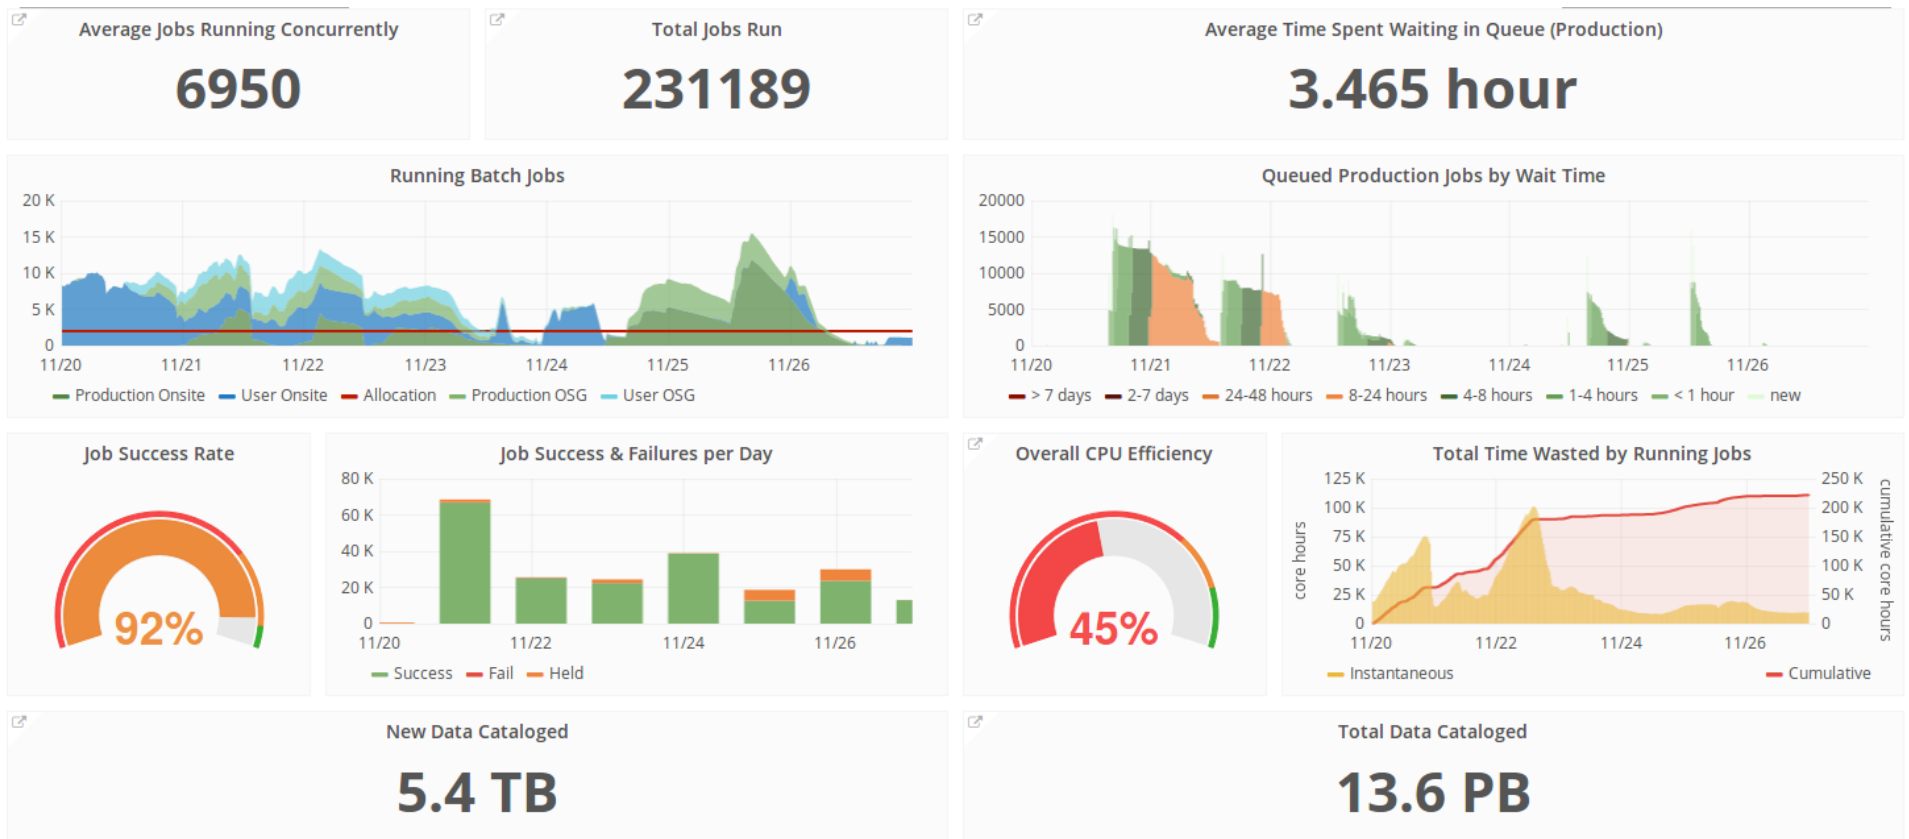 Average Jobs Running Concurrently
6950
Total Jobs Run
231189
Average Time Spent Waiting in Queue (Production)
3.465 hour
Running Batch Jobs
20 K
15 K
10 K
5 K
0
11/20 11/21 11/22 11/23 11/24 11/25 11/26
Production Onsite User Onsite Allocation Production OSG User OSG
Queued Production Jobs by Wait Time
20000
15000
10000
5000
0
11/20 11/21 11/22 11/23 11/24 11/25 11/26
> 7 days 2-7 days 24-48 hours 8-24 hours 4-8 hours 1-4 hours < 1 hour new
Job Success Rate
92%
Job Success & Failures per Day
80 K
60 K
40 K
20 K
0
11/20 11/22 11/24 11/26
Success Fail Held
Overall CPU Efficiency
45%
Total Time Wasted by Running Jobs
core hours
125 K
100 K
75 K
50 K
25 K
0
250 K
200 K
150 K
100 K
50 K
0
cumulative core hours
11/20 11/22 11/24 11/26
Instantaneous Cumulative
New Data Cataloged
5.4 TB
Total Data Cataloged
13.6 PB